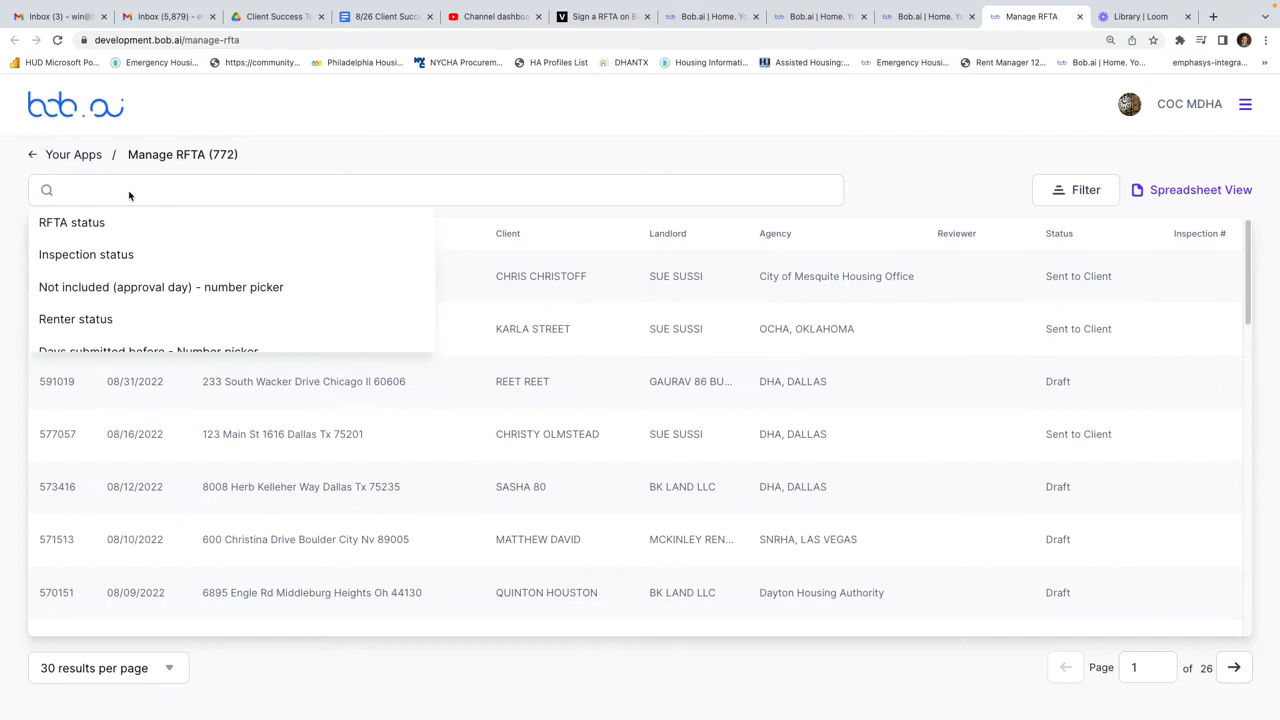 Inbox (3) – win@
Inbox (5,879) – e
Client Success Te
8/26 Client Succ
Channel dashboa
Sign a RFTA on B
Bob.ai | Home. Yo
Bob.ai | Home. Yo
Bob.ai | Home. Yo
Manage RFTA
Library | Loom
development.bob.ai/manage-rfta
HUD Microsoft Po...
Emergency Housi...
https://community...
Philadelphia Housi...
NYCHA Procurem...
HA Profiles List
DHANTX
Housing Informati...
Assisted Housing:...
Emergency Housi...
Rent Manager 12...
Bob.ai | Home. Yo...
emphasys-integra...
bob.ai
COC MDHA
← Your Apps / Manage RFTA (772)
Filter
Spreadsheet View
RFTA status
Inspection status
Not included (approval day) - number picker
Renter status
Days submitted before - Number picker
Client Landlord Agency Reviewer Status Inspection #
CHRIS CHRISTOFF SUE SUSSI City of Mesquite Housing Office Sent to Client
KARLA STREET SUE SUSSI OCHA, OKLAHOMA Sent to Client
591019 08/31/2022 233 South Wacker Drive Chicago Il 60606 REET REET GAURAV 86 BU... DHA, DALLAS Draft
577057 08/16/2022 123 Main St 1616 Dallas Tx 75201 CHRISTY OLMSTEAD SUE SUSSI DHA, DALLAS Sent to Client
573416 08/12/2022 8008 Herb Kelleher Way Dallas Tx 75235 SASHA 80 BK LAND LLC DHA, DALLAS Draft
571513 08/10/2022 600 Christina Drive Boulder City Nv 89005 MATTHEW DAVID MCKINLEY REN... SNRHA, LAS VEGAS Draft
570151 08/09/2022 6895 Engle Rd Middleburg Heights Oh 44130 QUINTON HOUSTON BK LAND LLC Dayton Housing Authority Draft
30 results per page
Page 1 of 26